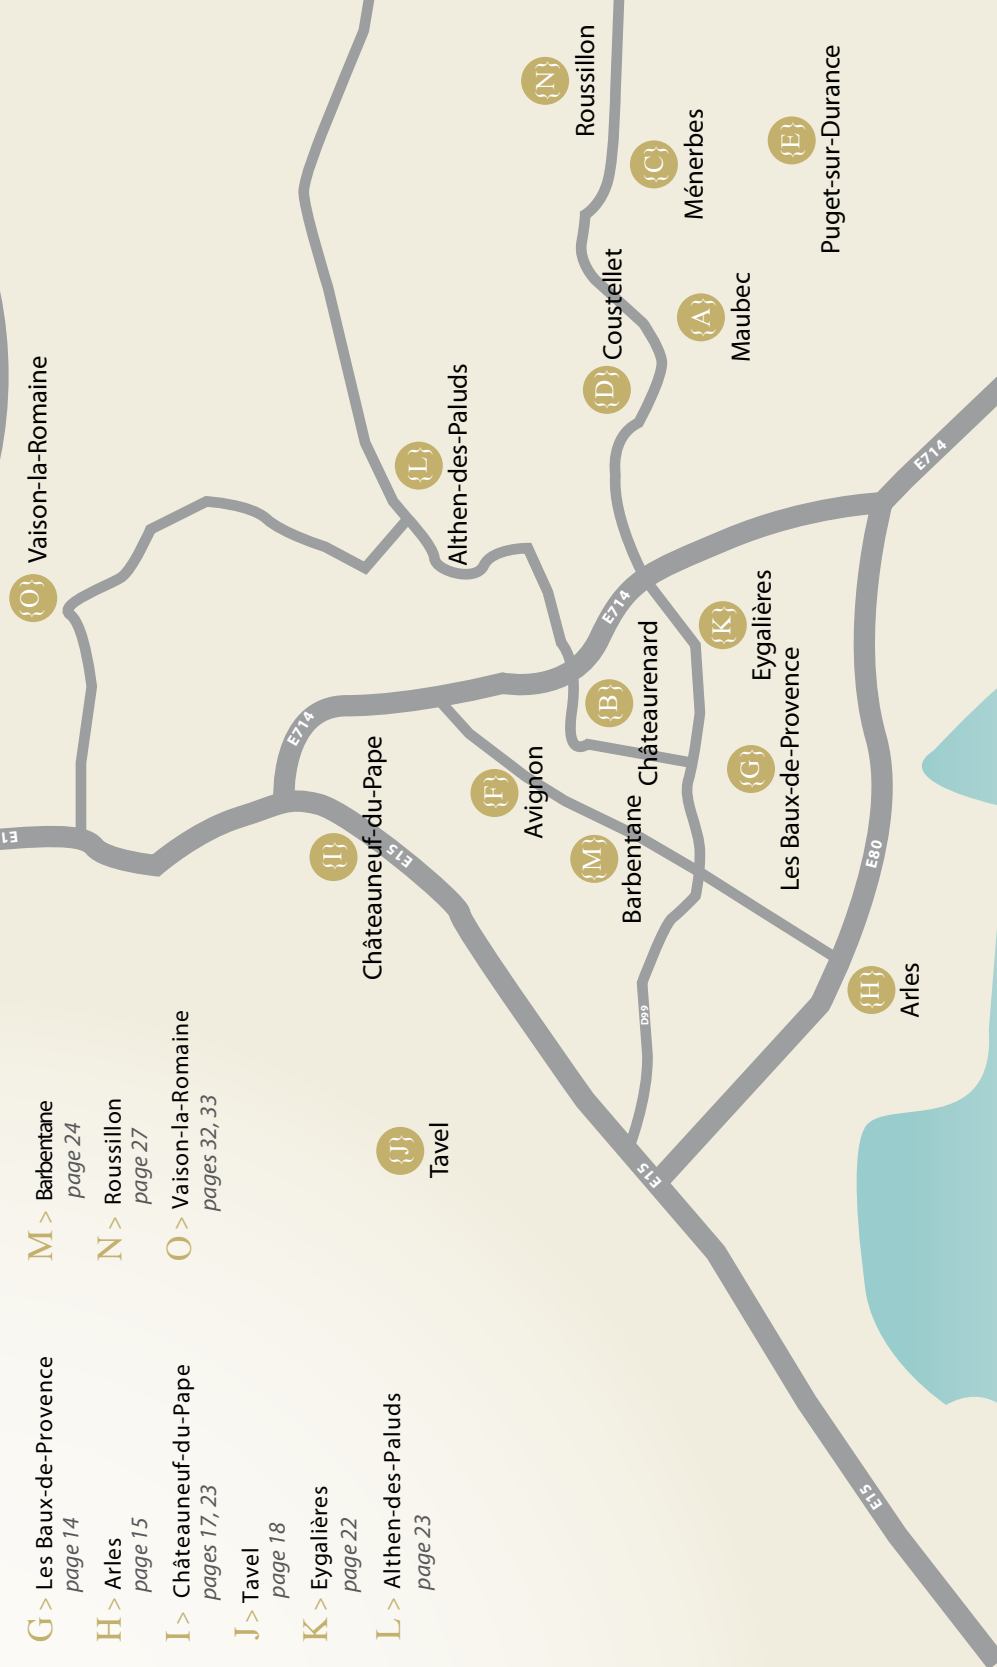 G > Les Baux-de-Provence
page 14
H > Arles
page 15
I > Châteauneuf-du-Pape
pages 17, 23
J > Tavel
page 18
K > Eygalières
page 22
L > Althen-des-Paluds
page 23
M > Barbentane
page 24
N > Roussillon
page 27
O > Vaison-la-Romaine
pages 32, 33
{O}
Vaison-la-Romaine
E1
E714
{I}
Châteauneuf-du-Pape
E15
{L}
Althen-des-Paluds
{J}
Tavel
{F}
Avignon
{N}
Roussillon
{M}
Barbentane
{B}
Châteaurenard
E714
{D}
Coustellet
{C}
Ménerbes
D99
E15
{A}
Maubec
{K}
Eygalières
{G}
Les Baux-de-Provence
{E}
Puget-sur-Durance
E15
E80
{H}
Arles
E714